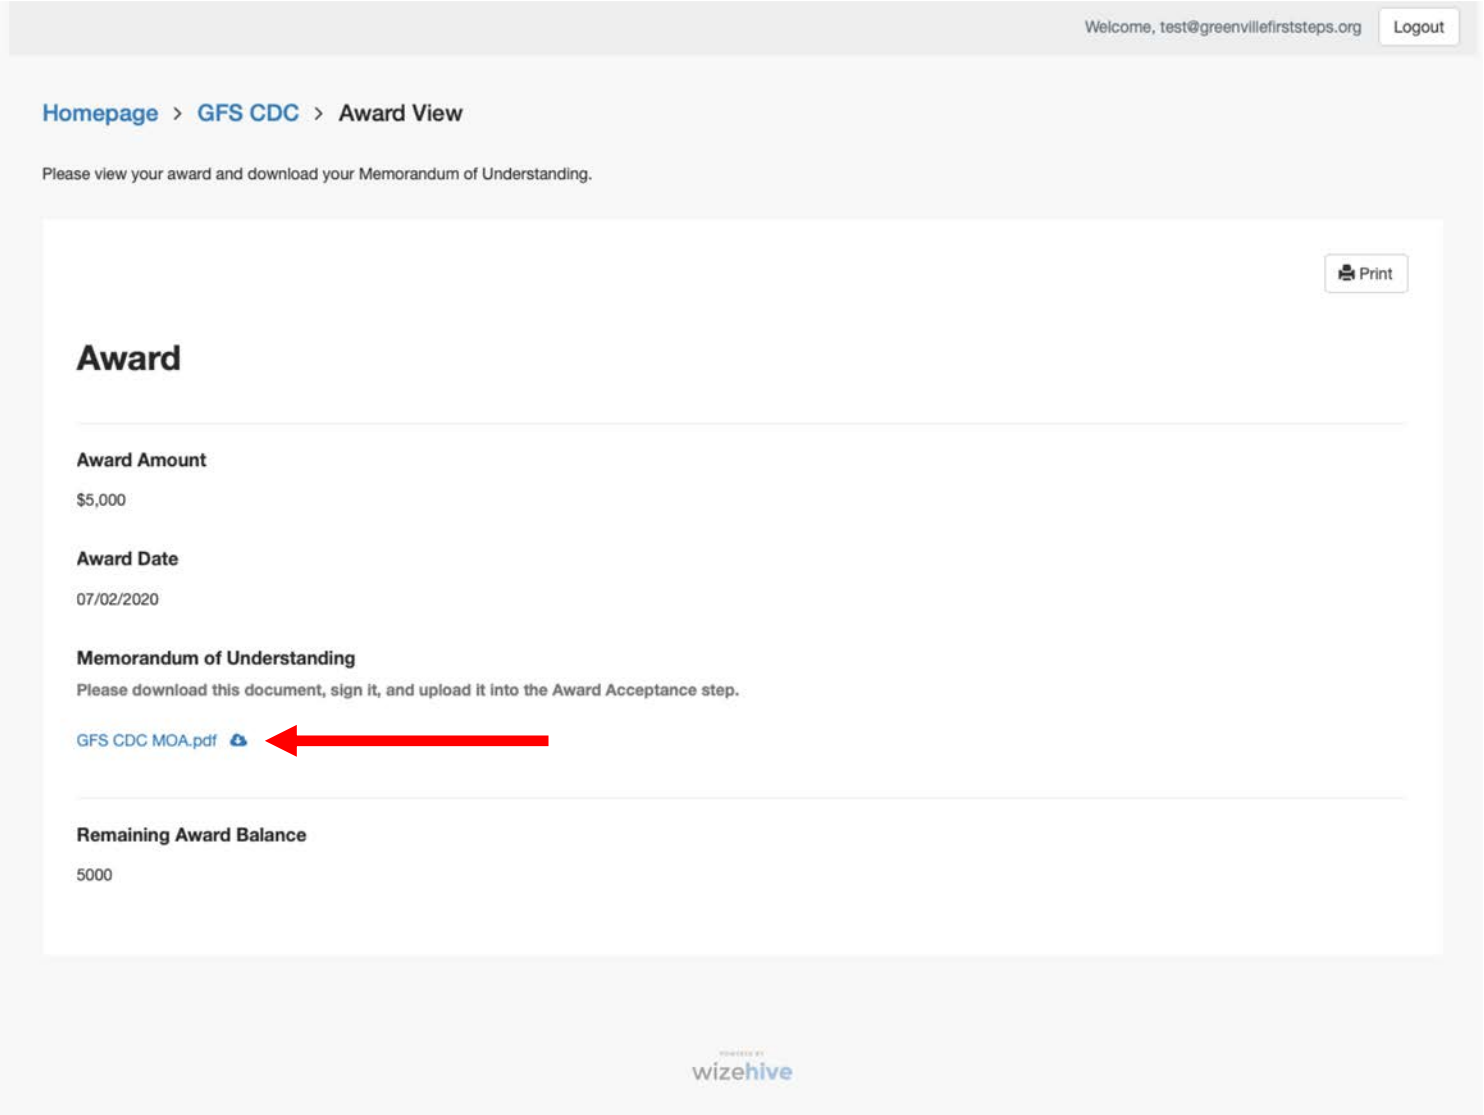 Welcome, test@greenvillefirststeps.org Logout
Homepage > GFS CDC > Award View
Please view your award and download your Memorandum of Understanding.
Print
Award
Award Amount
$5,000
Award Date
07/02/2020
Memorandum of Understanding
Please download this document, sign it, and upload it into the Award Acceptance step.
GFS CDC MOA.pdf
Remaining Award Balance
5000
POWERED BY
wizehive